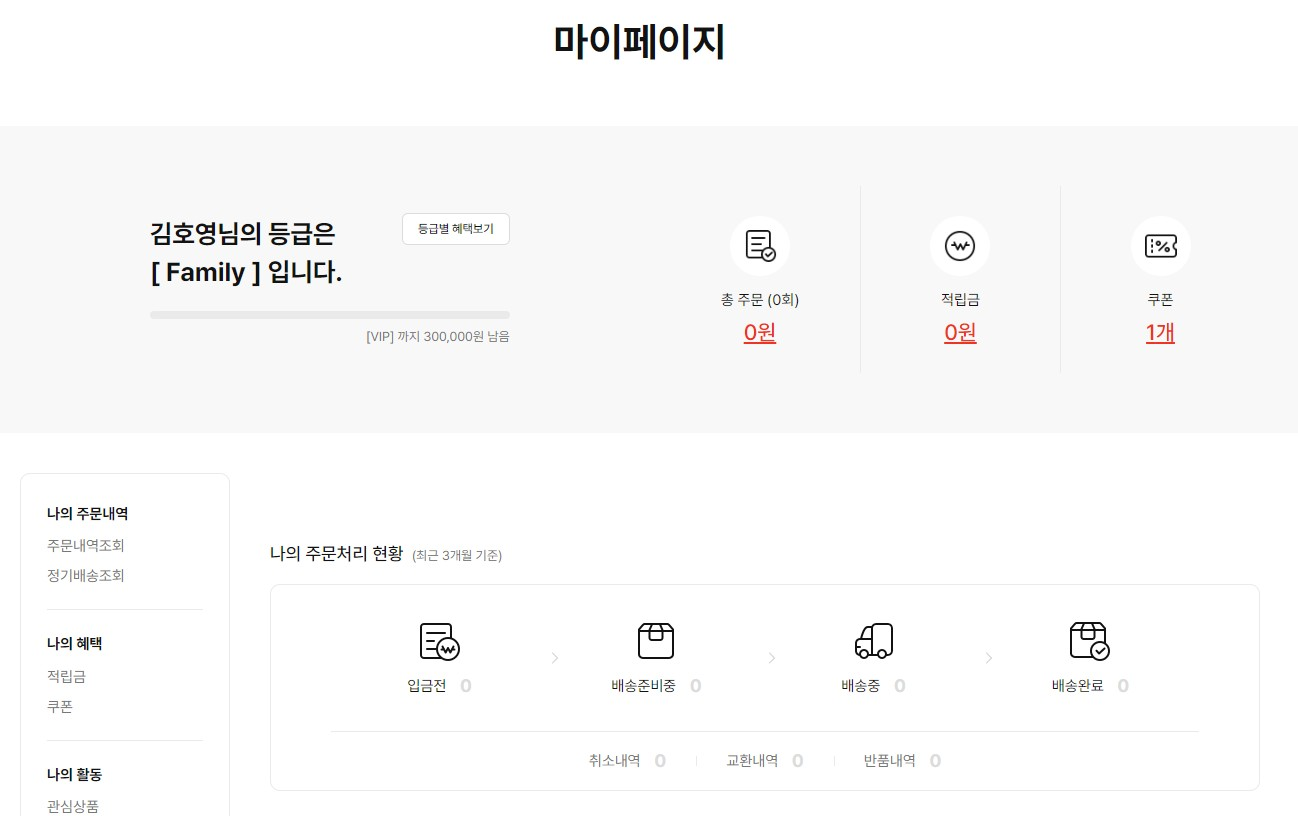 마이페이지
김호영님의 등급은
[ Family ] 입니다.
등급별 혜택보기
[VIP] 까지 300,000원 남음
총 주문 (0회)
0원
적립금
0원
쿠폰
1개
나의 주문내역
주문내역조회
정기배송조회
나의 혜택
적립금
쿠폰
나의 활동
관심상품
나의 주문처리 현황 (최근 3개월 기준)
입금전 0
배송준비중 0
배송중 0
배송완료 0
취소내역 0
교환내역 0
반품내역 0